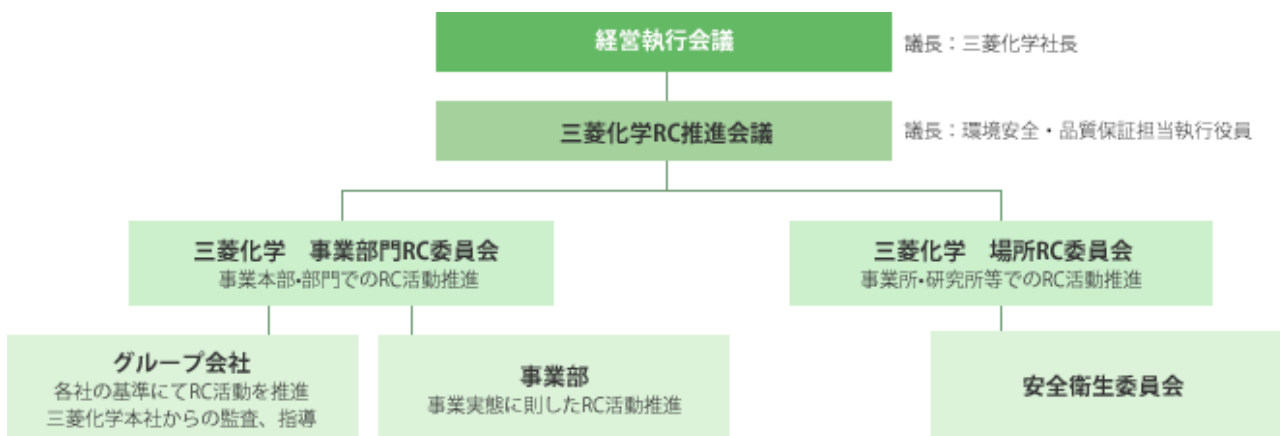 経営執行会議
議長：三菱化学社長
三菱化学RC推進会議
議長：環境安全・品質保証担当執行役員
三菱化学　事業部門RC委員会
事業本部・部門でのRC活動推進
三菱化学　場所RC委員会
事業所・研究所等でのRC活動推進
グループ会社
各社の基準にてRC活動を推進
三菱化学本社からの監査、指導
事業部
事業実態に則したRC活動推進
安全衛生委員会